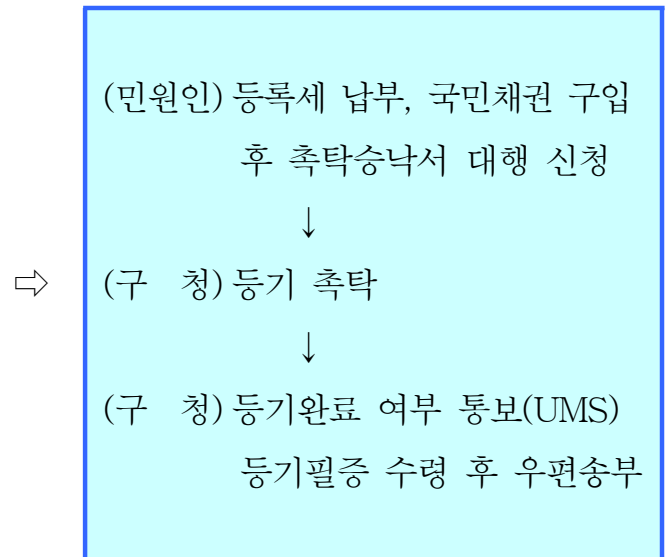 (민원인) 등록세 납부, 국민채권 구입
후 촉탁승낙서 대행 신청
↓
⇨ (구 청) 등기 촉탁
↓
(구 청) 등기완료 여부 통보(UMS)
등기필증 수령 후 우편송부